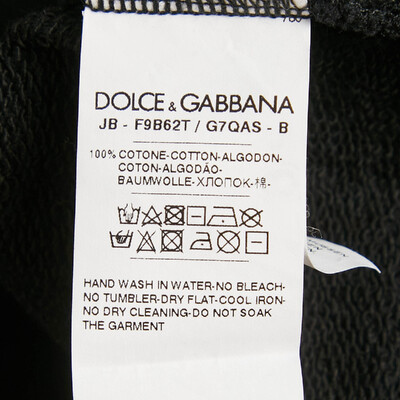 DOLCE & GABBANA
JB - F9B62T / G7QAS - B
100% COTONE-COTTON-ALGODON-
COTON-ALGODÃO-
BAUMWOLLE-ХЛОПОК-棉-
HAND WASH IN WATER-NO BLEACH-
NO TUMBLER-DRY FLAT-COOL IRON-
NO DRY CLEANING-DO NOT SOAK
THE GARMENT